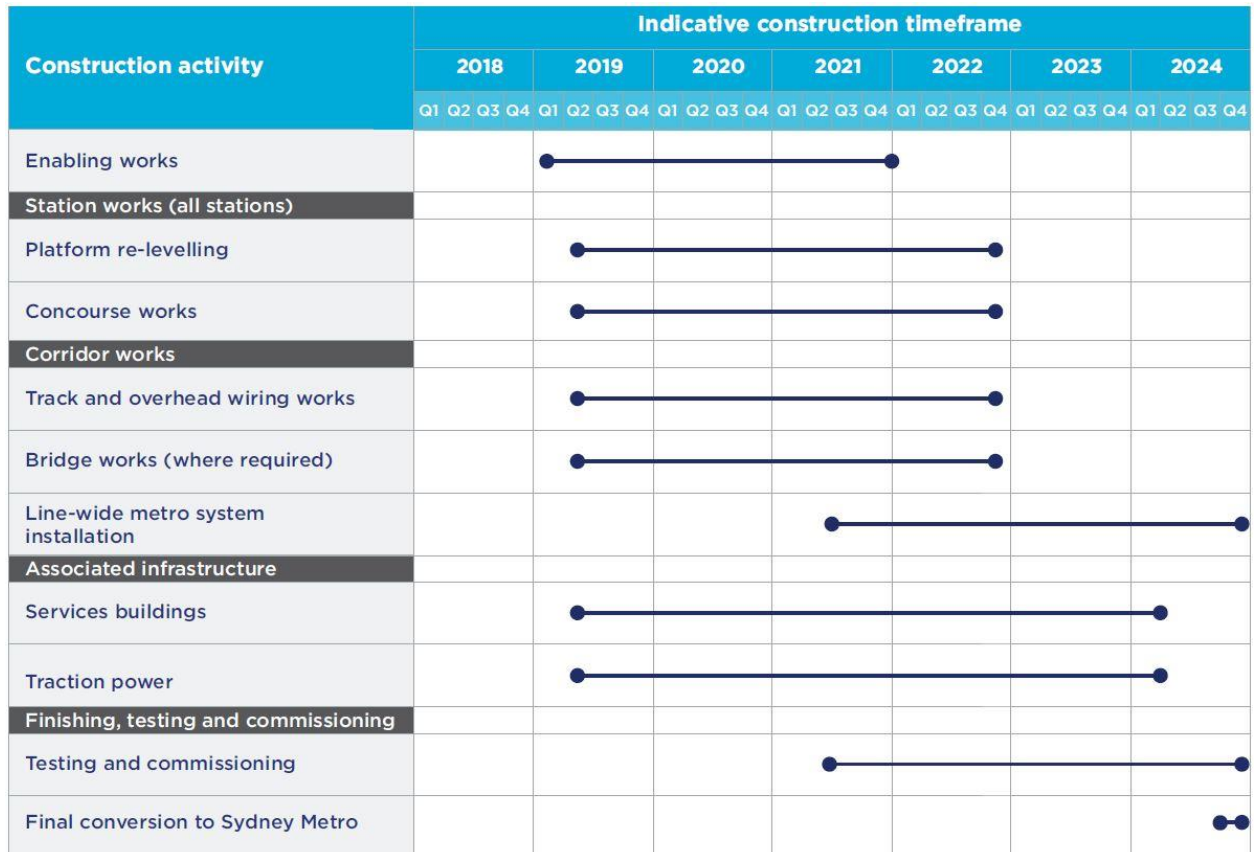 Indicative construction timeframe
Construction activity
2018 2019 2020 2021 2022 2023 2024
Q1 Q2 Q3 Q4 Q1 Q2 Q3 Q4 Q1 Q2 Q3 Q4 Q1 Q2 Q3 Q4 Q1 Q2 Q3 Q4 Q1 Q2 Q3 Q4 Q1 Q2 Q3 Q4
Enabling works
Station works (all stations)
Platform re-levelling
Concourse works
Corridor works
Track and overhead wiring works
Bridge works (where required)
Line-wide metro system
installation
Associated infrastructure
Services buildings
Traction power
Finishing, testing and commissioning
Testing and commissioning
Final conversion to Sydney Metro